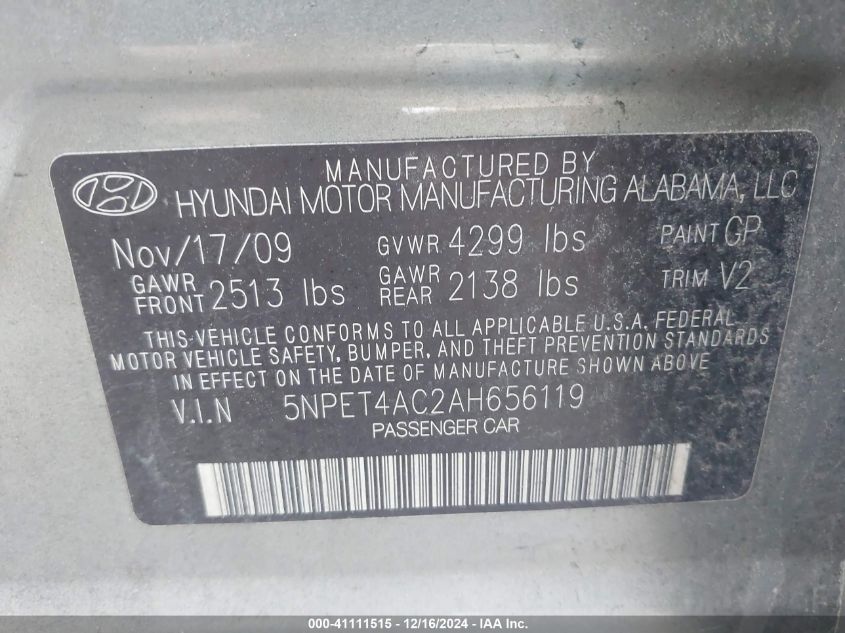 MANUFACTURED BY
HYUNDAI MOTOR MANUFACTURING ALABAMA, LLC
Nov/17/09 GVWR 4299 lbs PAINT GP
GAWR FRONT 2513 lbs GAWR REAR 2138 lbs TRIM V2
THIS VEHICLE CONFORMS TO ALL APPLICABLE U.S.A. FEDERAL
MOTOR VEHICLE SAFETY, BUMPER, AND THEFT PREVENTION STANDARDS
IN EFFECT ON THE DATE OF MANUFACTURE SHOWN ABOVE
V.I.N 5NPET4AC2AH656119
PASSENGER CAR
000-41111515 - 12/16/2024 - IAA Inc.